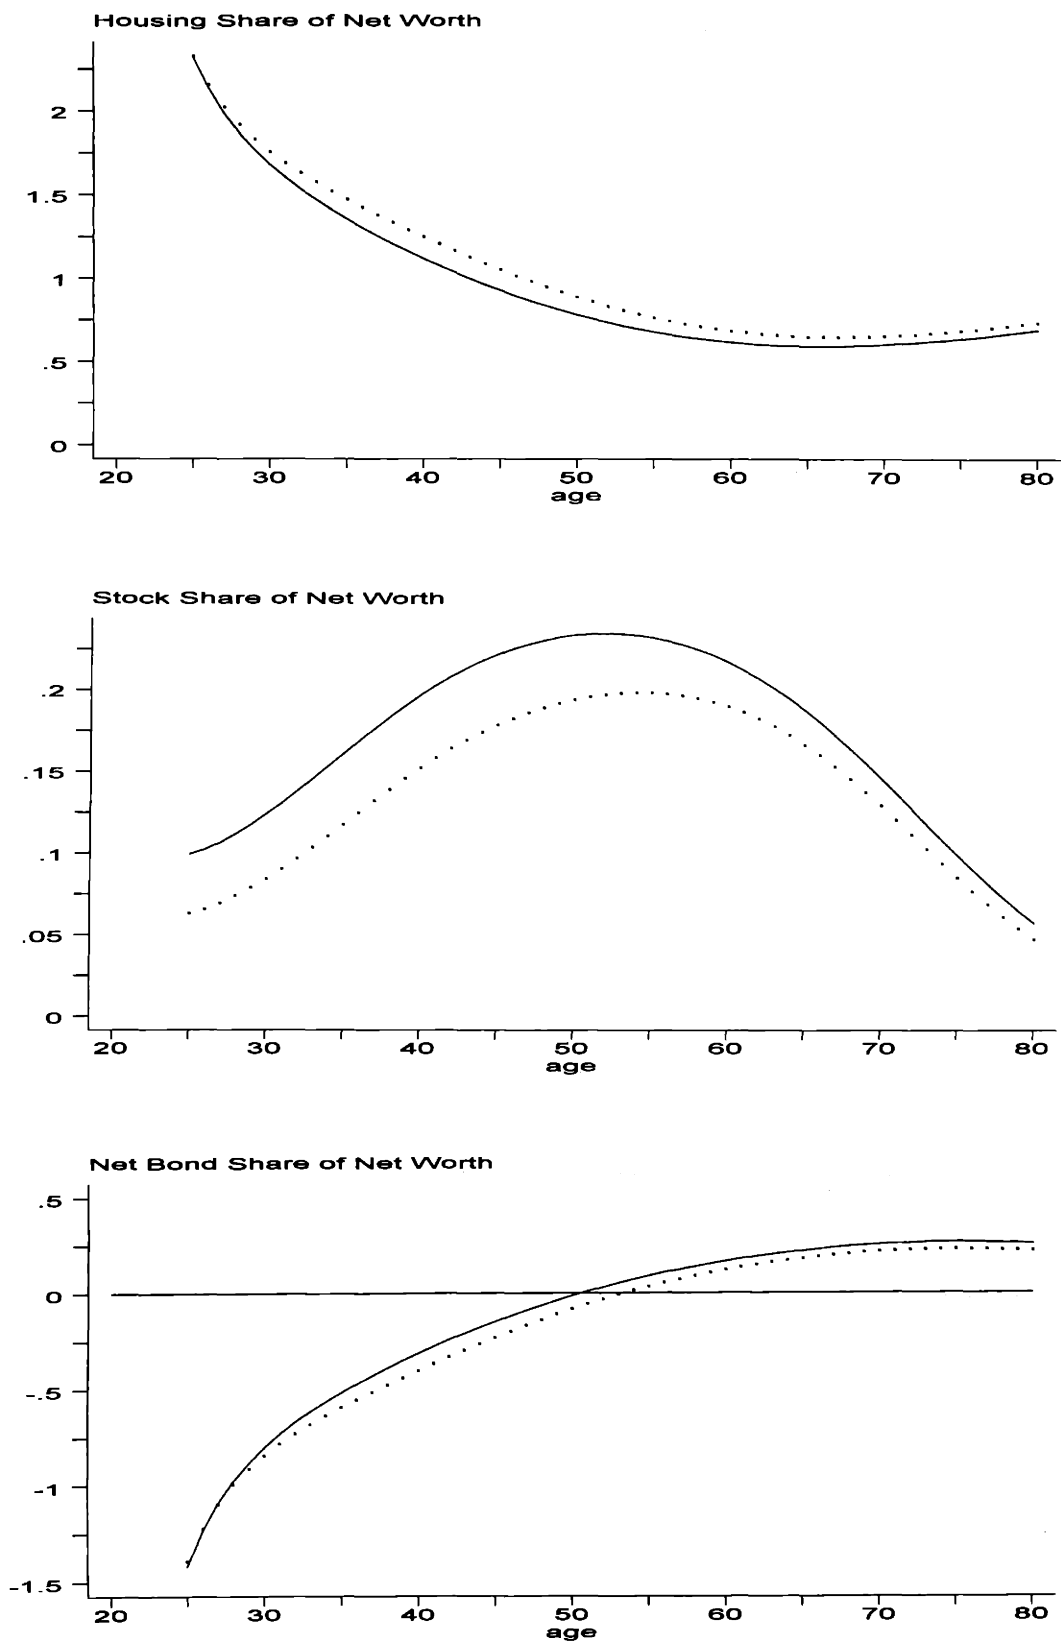 Housing Share of Net Worth
2
1.5
1
.5
0
20 30 40 50 60 70 80
age
Stock Share of Net Worth
.2
.15
.1
.05
0
20 30 40 50 60 70 80
age
Net Bond Share of Net Worth
.5
0
-.5
-1
-1.5
20 30 40 50 60 70 80
age